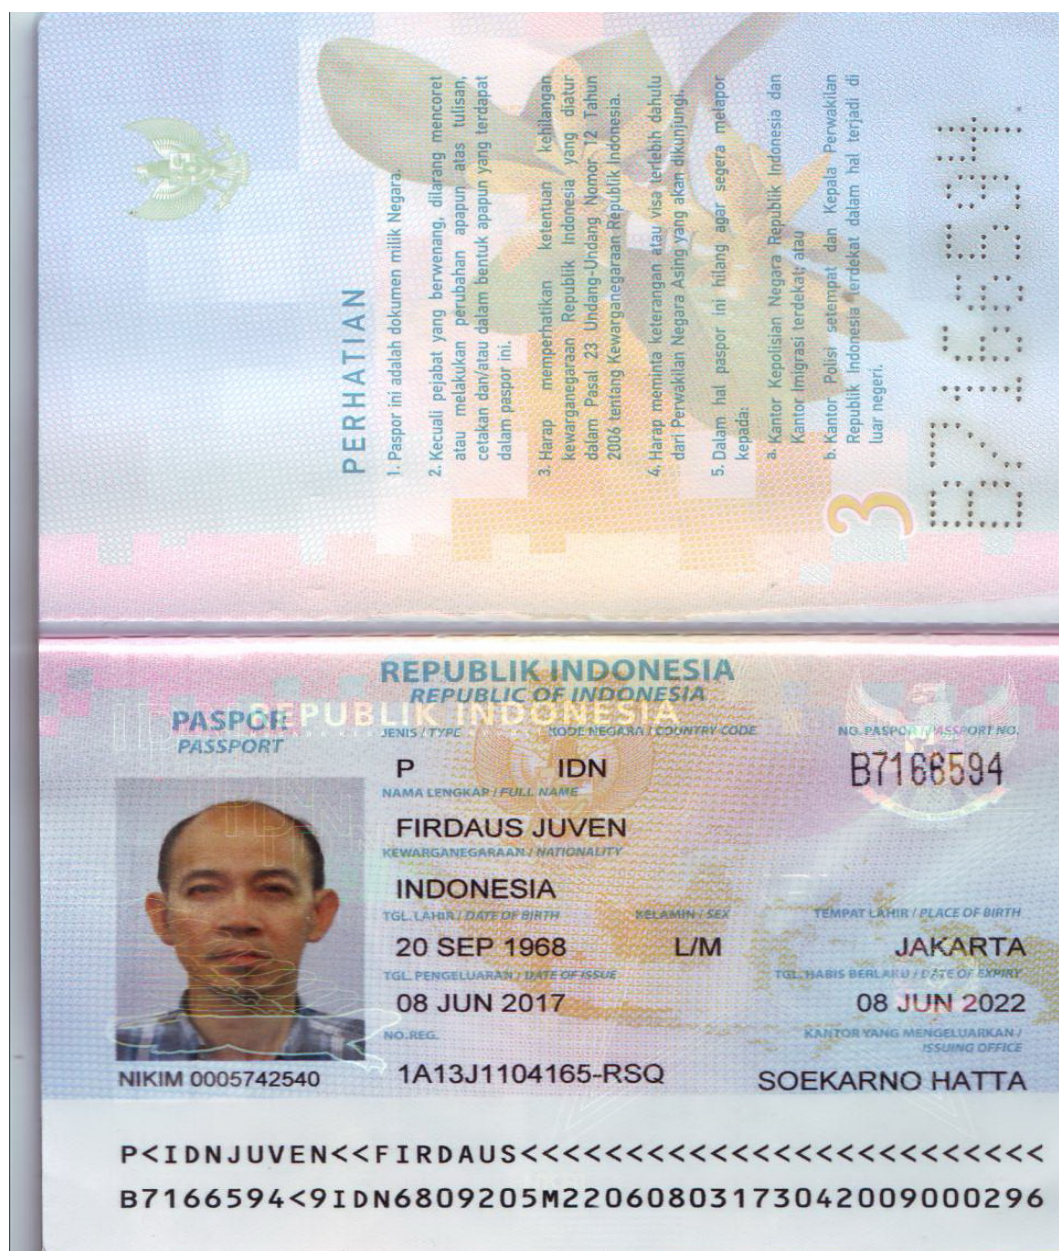 PERHATIAN
1. Paspor ini adalah dokumen milik Negara.
2. Kecuali pejabat yang berwenang, dilarang mencoret
atau melakukan perubahan apapun atas tulisan,
cetakan dan/atau dalam bentuk apapun yang terdapat
dalam paspor ini.
3. Harap memperhatikan ketentuan kehilangan
kewarganegaraan Republik Indonesia yang diatur
dalam Pasal 23 Undang-Undang Nomor 12 Tahun
2006 tentang Kewarganegaraan Republik Indonesia.
4. Harap meminta keterangan atau visa terlebih dahulu
dari Perwakilan Negara Asing yang akan dikunjungi.
5. Dalam hal paspor ini hilang agar segera melapor
kepada:
a. Kantor Kepolisian Negara Republik Indonesia dan
Kantor Imigrasi terdekat; atau
b. Kantor Polisi setempat dan Kepala Perwakilan
Republik Indonesia terdekat dalam hal terjadi di
luar negeri.
3
B7166594
REPUBLIK INDONESIA
REPUBLIC OF INDONESIA
REPUBLIK INDONESIA
PASPOR
PASSPORT
JENIS / TYPE KODE NEGARA / COUNTRY CODE NO. PASPOR / PASSPORT NO.
P IDN B7166594
NAMA LENGKAP / FULL NAME
FIRDAUS JUVEN
KEWARGANEGARAAN / NATIONALITY
INDONESIA
TGL. LAHIR / DATE OF BIRTH KELAMIN / SEX TEMPAT LAHIR / PLACE OF BIRTH
20 SEP 1968 L/M JAKARTA
TGL. PENGELUARAN / DATE OF ISSUE TGL. HABIS BERLAKU / DATE OF EXPIRY
08 JUN 2017 08 JUN 2022
NO.REG. KANTOR YANG MENGELUARKAN /
ISSUING OFFICE
1A13J1104165-RSQ SOEKARNO HATTA
NIKIM 0005742540
P<IDNJUVEN<<FIRDAUS<<<<<<<<<<<<<<<<<<<<<<<<<
B7166594<9IDN6809205M22060803173042009000296